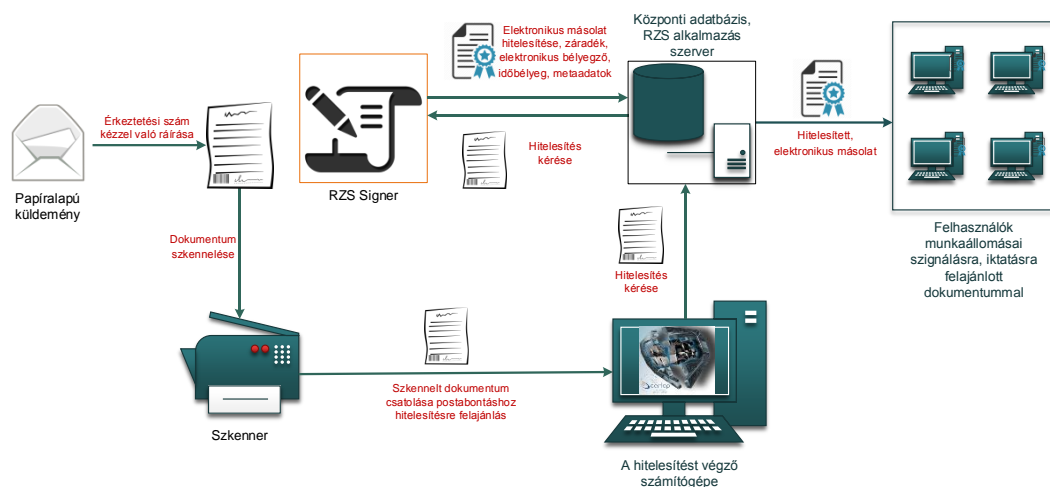 Elektronikus másolat
hitelesítése, záradék,
elektronikus bélyegző,
időbélyeg, metaadatok
Központi adatbázis,
RZS alkalmazás
szerver
Érkeztetési szám
kézzel való ráírása
Hitelesítés
kérése
Hitelesített,
elektronikus másolat
Papíralapú
küldemény
RZS Signer
Dokumentum
szkennelése
Hitelesítés
kérése
Felhasználók
munkaállomásai
szignálásra, iktatásra
felajánlott
dokumentummal
Szkennelt dokumentum
csatolása postabontáshoz
hitelesítésre felajánlás
Szkenner
A hitelesítést végző
számítógépe